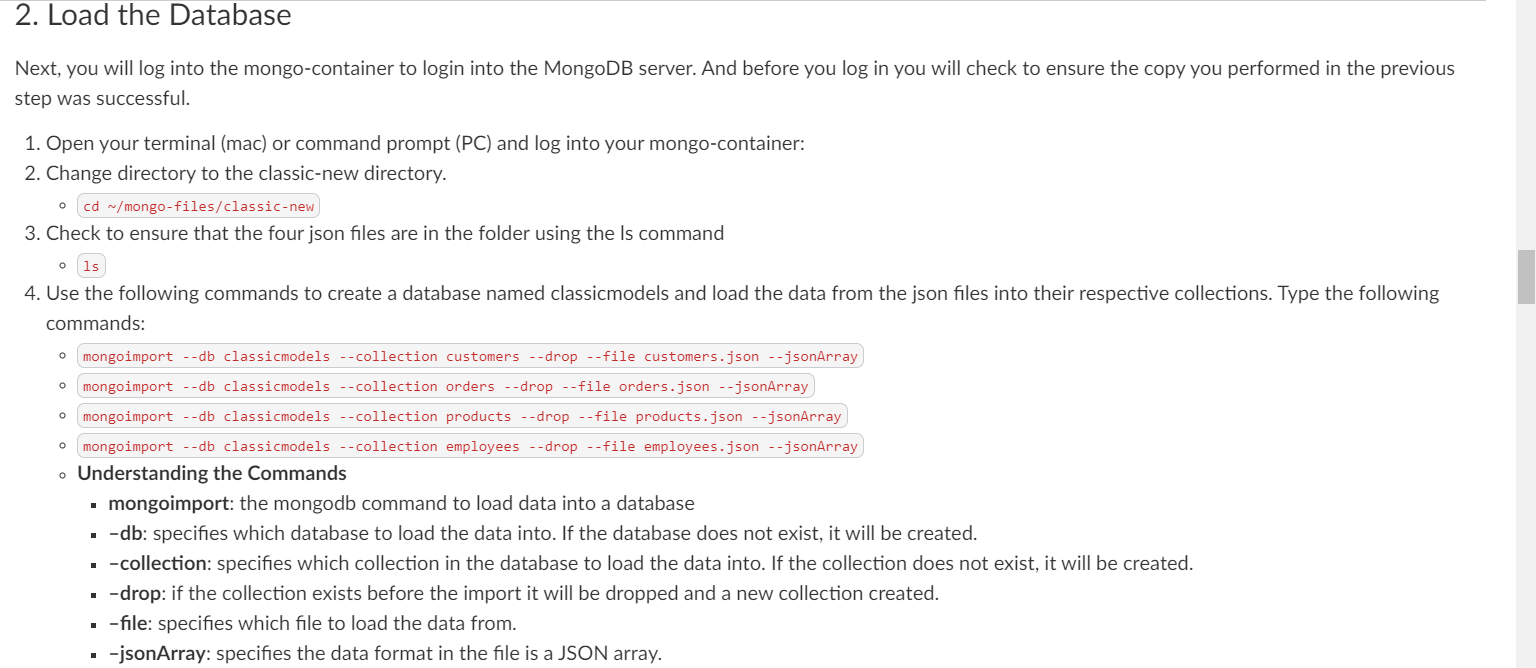 2. Load the Database
Next, you will log into the mongo-container to login into the MongoDB server. And before you log in you will check to ensure the copy you performed in the previous
step was successful.
1. Open your terminal (mac) or command prompt (PC) and log into your mongo-container:
2. Change directory to the classic-new directory.
cd ~/mongo-files/classic-new
3. Check to ensure that the four json files are in the folder using the ls command
ls
4. Use the following commands to create a database named classicmodels and load the data from the json files into their respective collections. Type the following
commands:
mongoimport --db classicmodels --collection customers --drop --file customers.json --jsonArray
mongoimport --db classicmodels --collection orders --drop --file orders.json --jsonArray
mongoimport --db classicmodels --collection products --drop --file products.json --jsonArray
mongoimport --db classicmodels --collection employees --drop --file employees.json --jsonArray
Understanding the Commands
mongoimport: the mongodb command to load data into a database
–db: specifies which database to load the data into. If the database does not exist, it will be created.
–collection: specifies which collection in the database to load the data into. If the collection does not exist, it will be created.
–drop: if the collection exists before the import it will be dropped and a new collection created.
–file: specifies which file to load the data from.
–jsonArray: specifies the data format in the file is a JSON array.